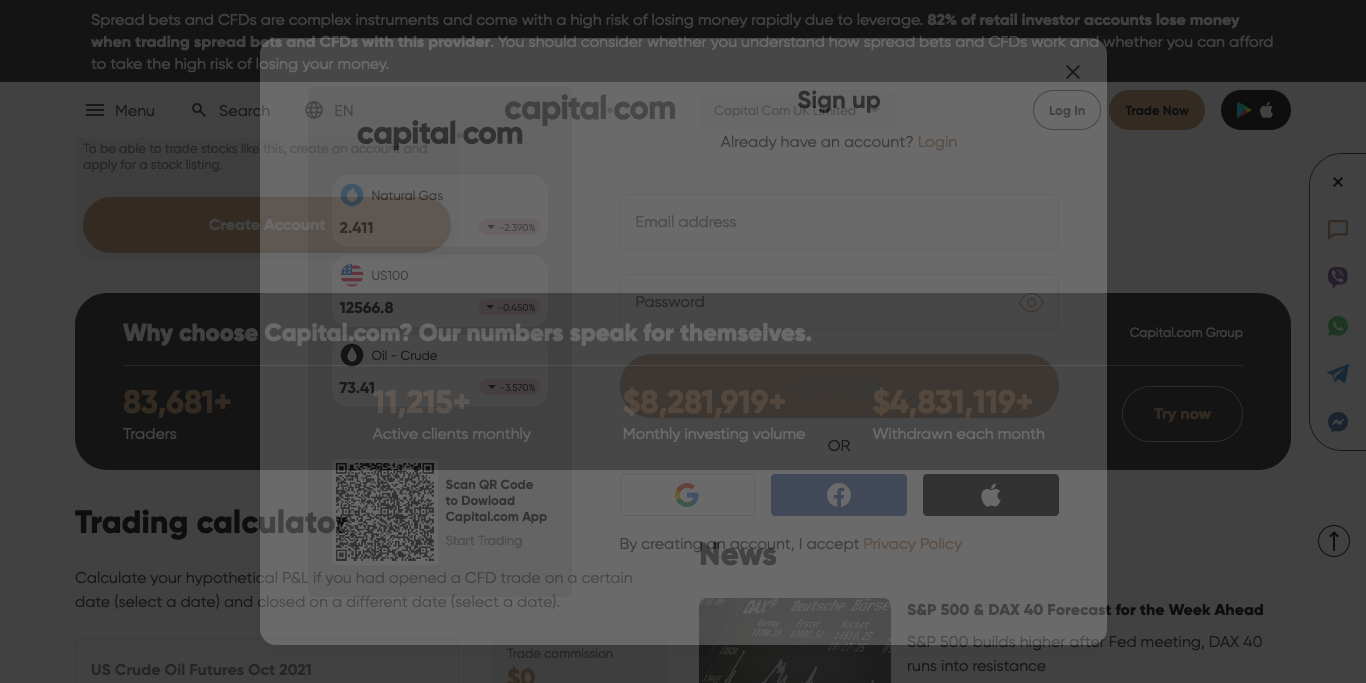 Spread bets and CFDs are complex instruments and come with a high risk of losing money rapidly due to leverage. 82% of retail investor accounts lose money
when trading spread bets and CFDs with this provider. You should consider whether you understand how spread bets and CFDs work and whether you can afford
to take the high risk of losing your money.
Menu
Search
EN
capital.com
Capital Com UK Limited
Log In
Trade Now
To be able to trade stocks like this, create an account and
apply for a stock listing.
Create Account
capital.com
Natural Gas
2.411
-2.390%
US100
12566.8
-0.450%
Oil - Crude
73.41
-3.570%
Scan QR Code
to Dowload
Capital.com App
Start Trading
Sign up
Already have an account? Login
Email address
Password
OR
By creating an account, I accept Privacy Policy
Why choose Capital.com? Our numbers speak for themselves.
Capital.com Group
83,681+
Traders
11,215+
Active clients monthly
$8,281,919+
Monthly investing volume
$4,831,119+
Withdrawn each month
Try now
Trading calculator
Calculate your hypothetical P&L if you had opened a CFD trade on a certain
date (select a date) and closed on a different date (select a date).
US Crude Oil Futures Oct 2021
Trade commission
$0
News
DAX
Deutsche Börse
S&P 500 & DAX 40 Forecast for the Week Ahead
S&P 500 builds higher after Fed meeting, DAX 40
runs into resistance